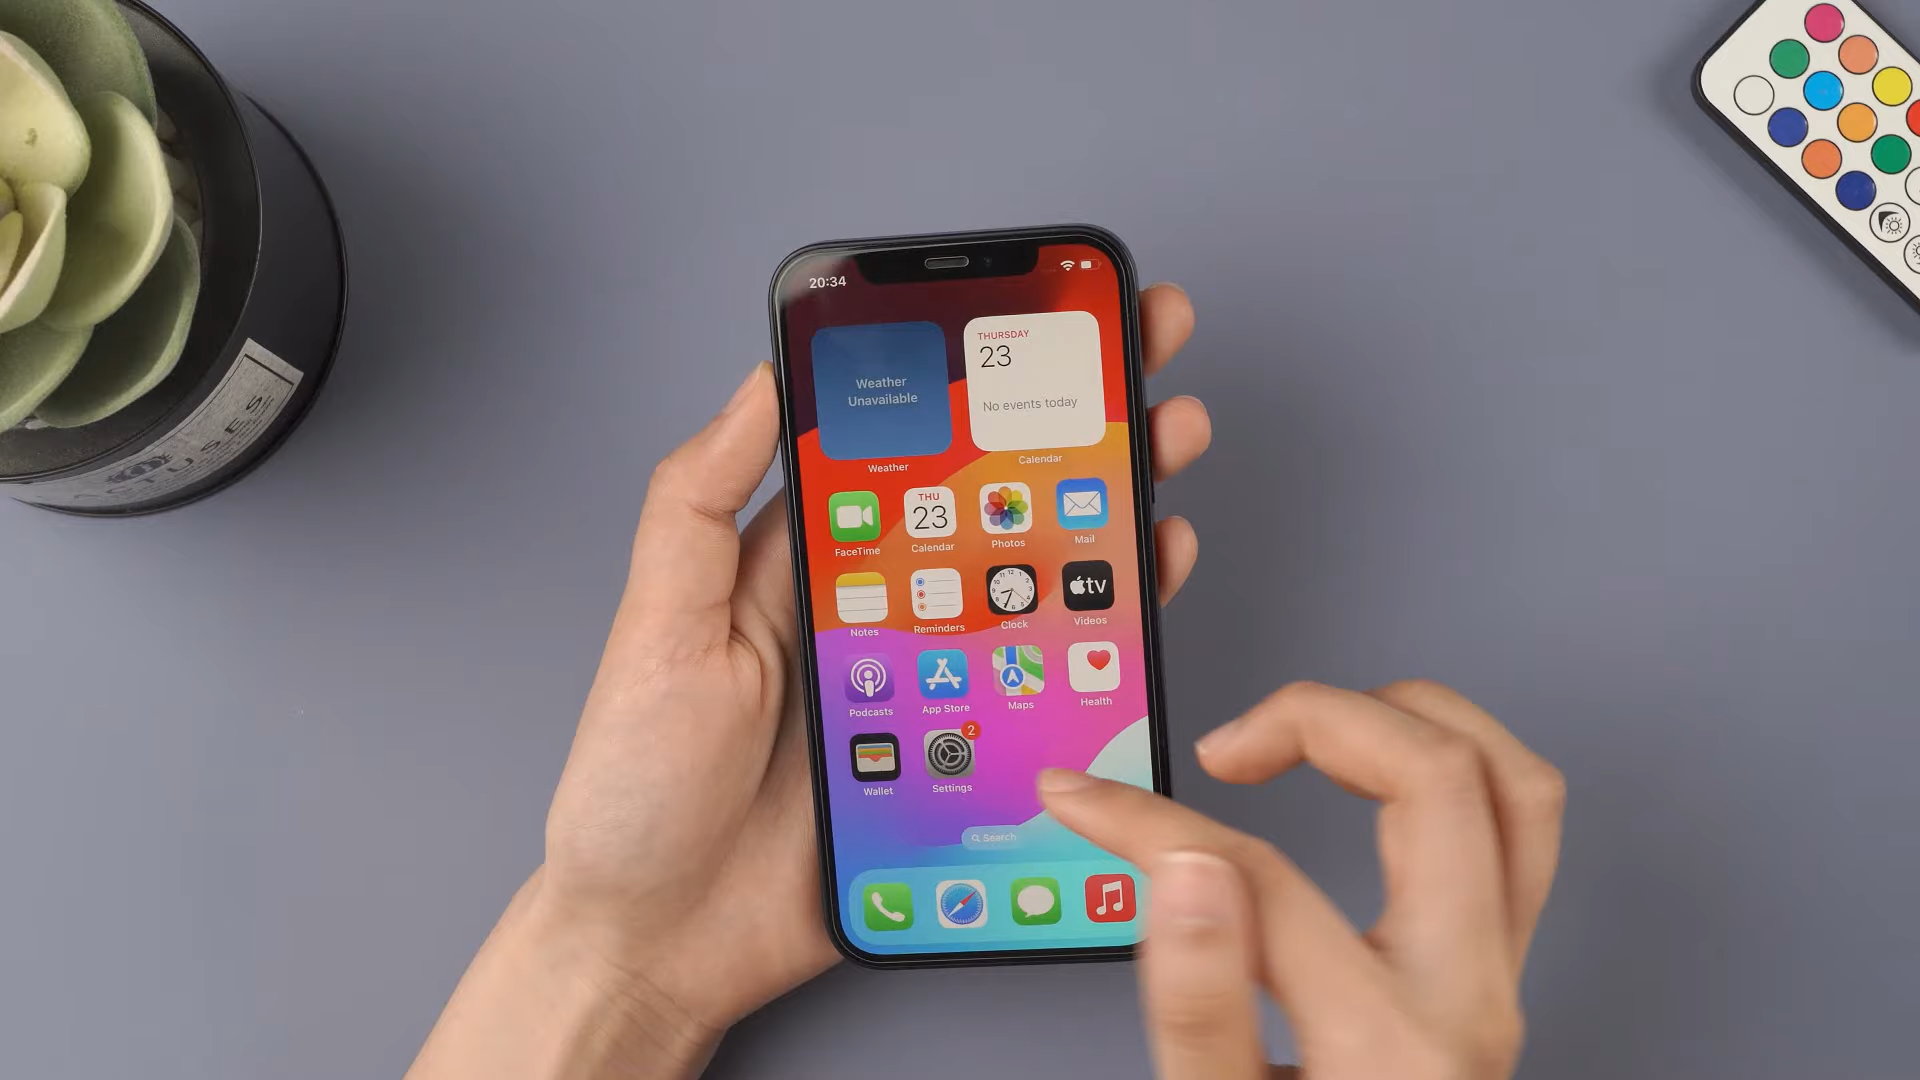 20:34
Weather
Unavailable
Weather
THURSDAY
23
No events today
Calendar
FaceTime
THU
23
Calendar
Photos
Mail
Notes
Reminders
Clock
tv
Videos
Podcasts
App Store
Maps
Health
Wallet
2
Settings
Search
CACTUSES